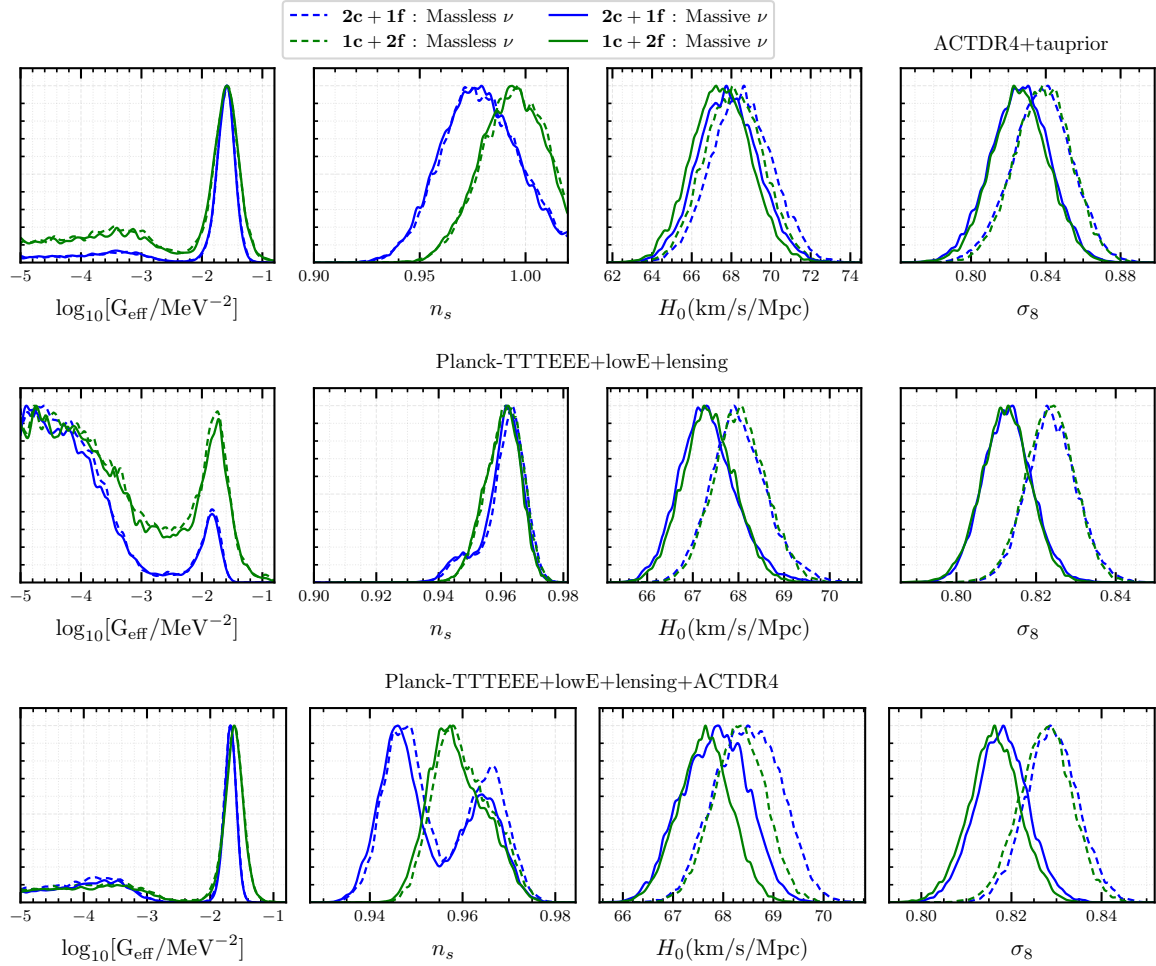 2c + 1f : Massless ν 2c + 1f : Massive ν
1c + 2f : Massless ν 1c + 2f : Massive ν
ACTDR4+tauprior
−5 −4 −3 −2 −1 0.90 0.95 1.00 62 64 66 68 70 72 74 0.80 0.84 0.88
log₁₀[G_eff/MeV⁻²] n_s H₀(km/s/Mpc) σ₈
Planck-TTTEEE+lowE+lensing
−5 −4 −3 −2 −1 0.90 0.92 0.94 0.96 0.98 66 67 68 69 70 0.80 0.82 0.84
log₁₀[G_eff/MeV⁻²] n_s H₀(km/s/Mpc) σ₈
Planck-TTTEEE+lowE+lensing+ACTDR4
−5 −4 −3 −2 −1 0.94 0.96 0.98 66 67 68 69 70 0.80 0.82 0.84
log₁₀[G_eff/MeV⁻²] n_s H₀(km/s/Mpc) σ₈